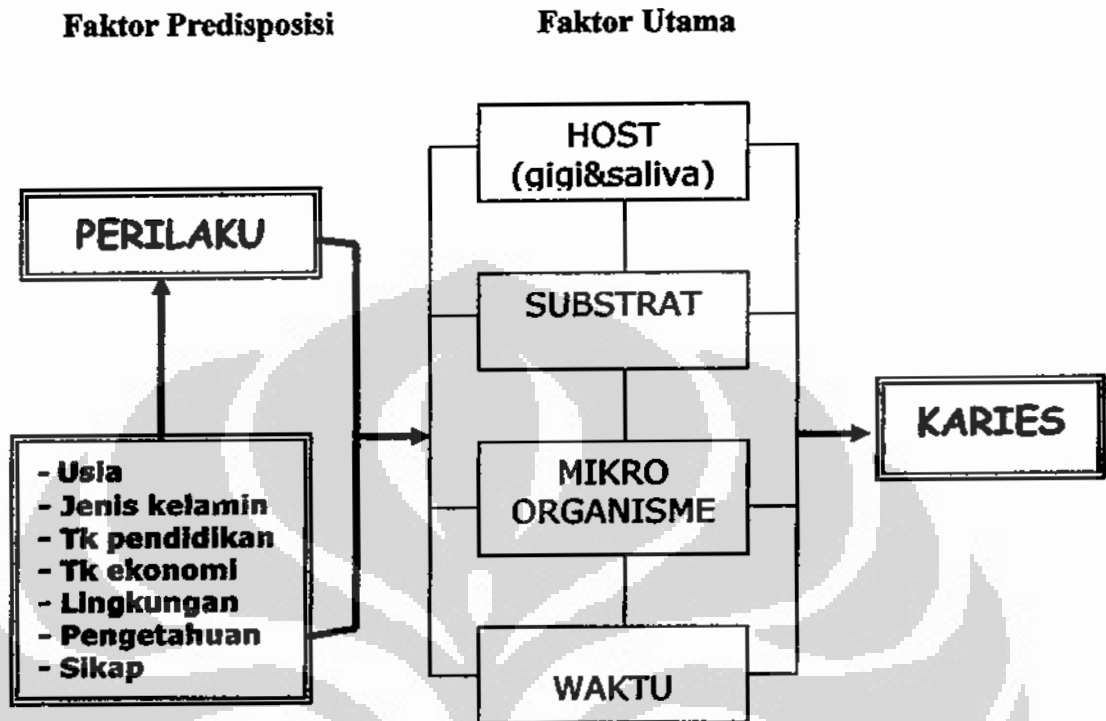 Faktor Predisposisi
Faktor Utama
PERILAKU
- Usia
- Jenis kelamin
- Tk pendidikan
- Tk ekonomi
- Lingkungan
- Pengetahuan
- Sikap
HOST
(gigi&saliva)
SUBSTRAT
MIKRO
ORGANISME
WAKTU
KARIES